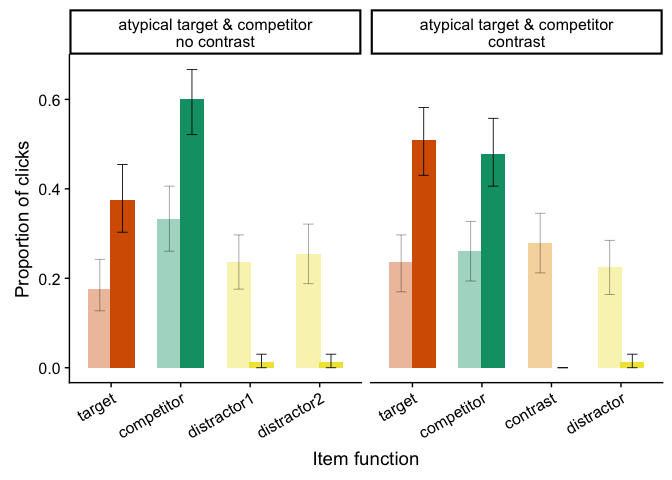 atypical target & competitor
no contrast
atypical target & competitor
contrast
Proportion of clicks
0.6
0.4
0.2
0.0
target
competitor
distractor1
distractor2
target
competitor
contrast
distractor
Item function